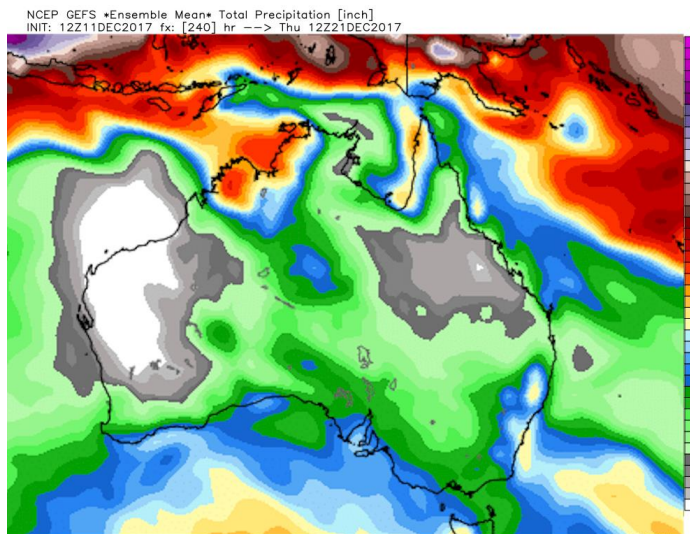 NCEP GEFS *Ensemble Mean* Total Precipitation [inch]
INIT: 12Z11DEC2017 fx: [240] hr --> Thu 12Z21DEC2017